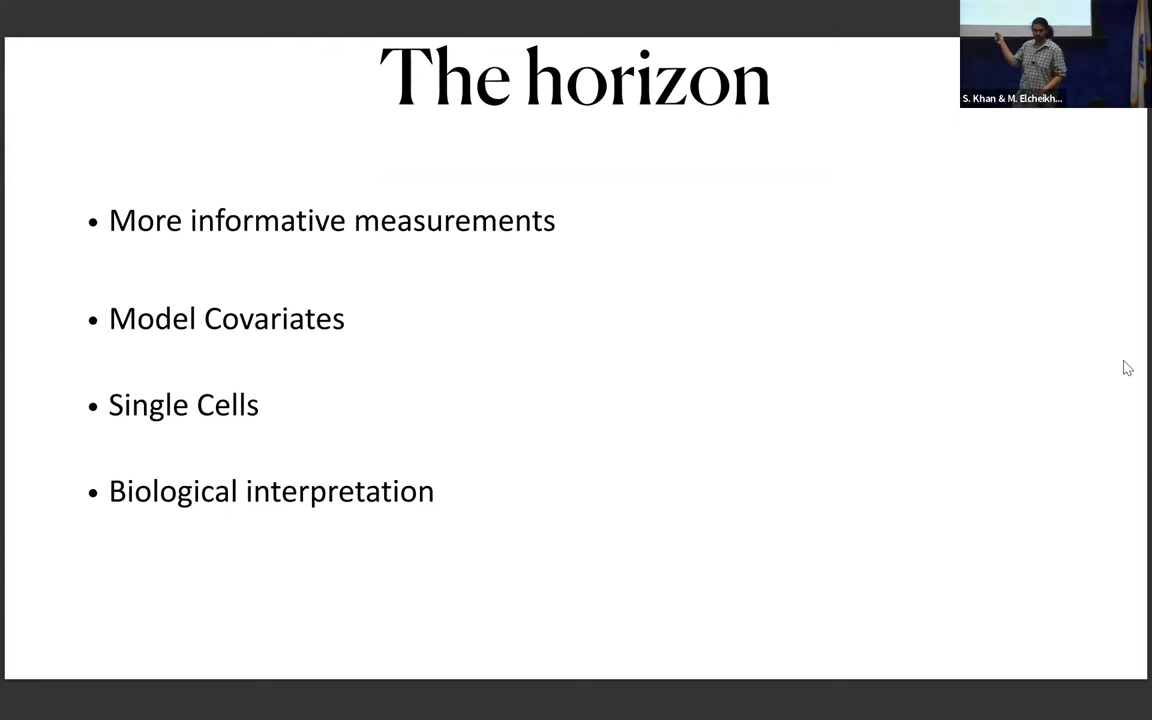 The horizon
S. Khan & M. Elcheikh...
• More informative measurements
• Model Covariates
• Single Cells
• Biological interpretation